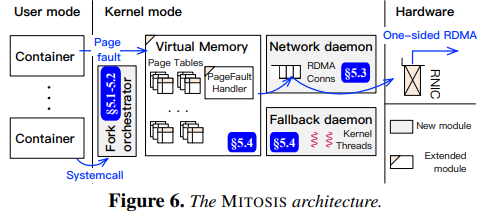 User mode
Kernel mode
Hardware
Container
Container
Page
fault
Systemcall
Fork
orchestrator
§5.1-5.2
Virtual Memory
Page Tables
PageFault
Handler
§5.4
Network daemon
RDMA
Conns
§5.3
Fallback daemon
§5.4
Kernel
Threads
One-sided RDMA
RNIC
New module
Extended
module
Figure 6. The MITOSIS architecture.